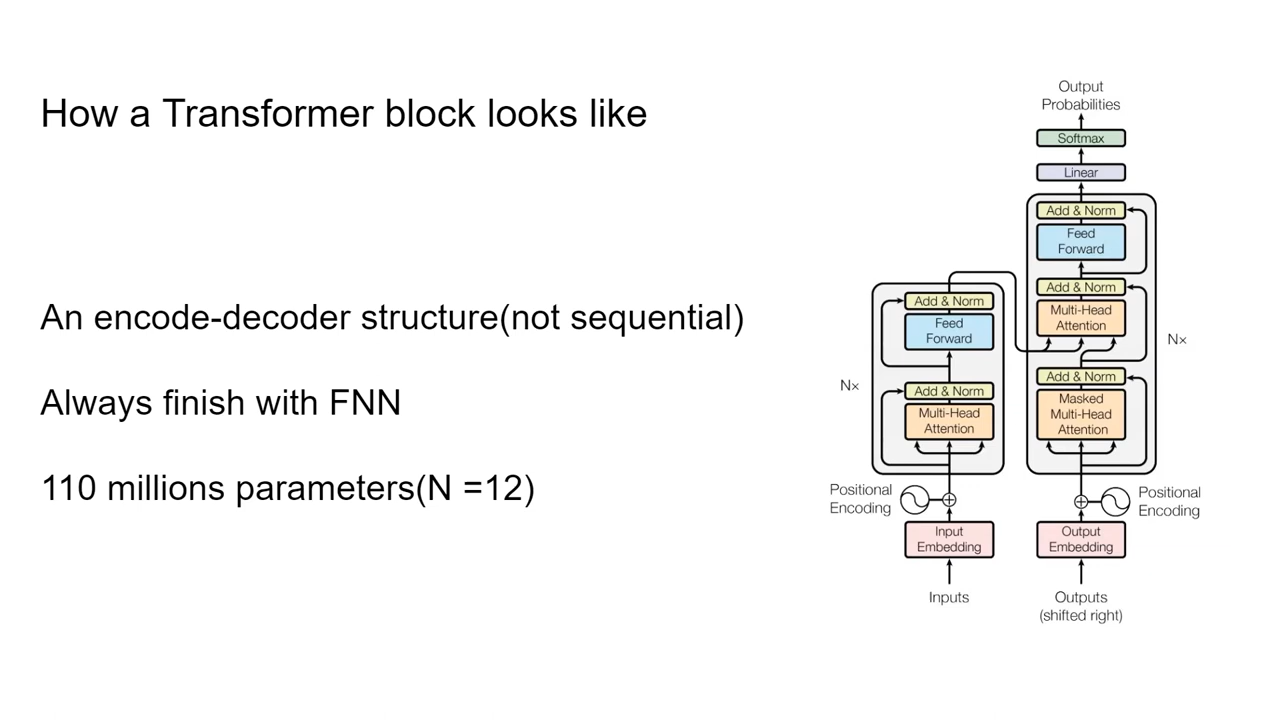 How a Transformer block looks like
An encode-decoder structure(not sequential)
Always finish with FNN
110 millions parameters(N =12)
Output
Probabilities
Softmax
Linear
Add & Norm
Feed
Forward
Add & Norm
Multi-Head
Attention
N×
Add & Norm
Masked
Multi-Head
Attention
Add & Norm
Feed
Forward
N×
Add & Norm
Multi-Head
Attention
Positional
Encoding
Positional
Encoding
Input
Embedding
Output
Embedding
Inputs
Outputs
(shifted right)